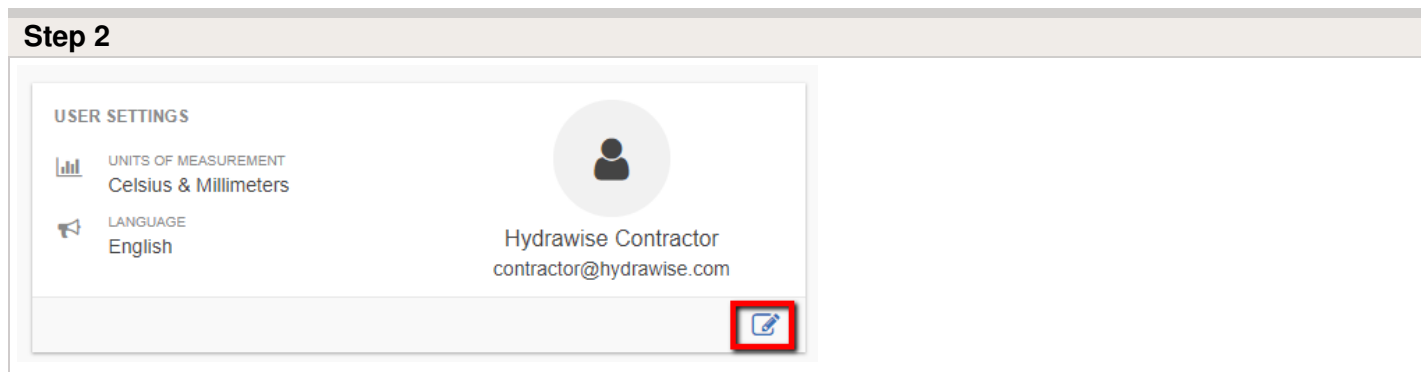 Step 2
USER SETTINGS
UNITS OF MEASUREMENT
Celsius & Millimeters
LANGUAGE
English
Hydrawise Contractor
contractor@hydrawise.com